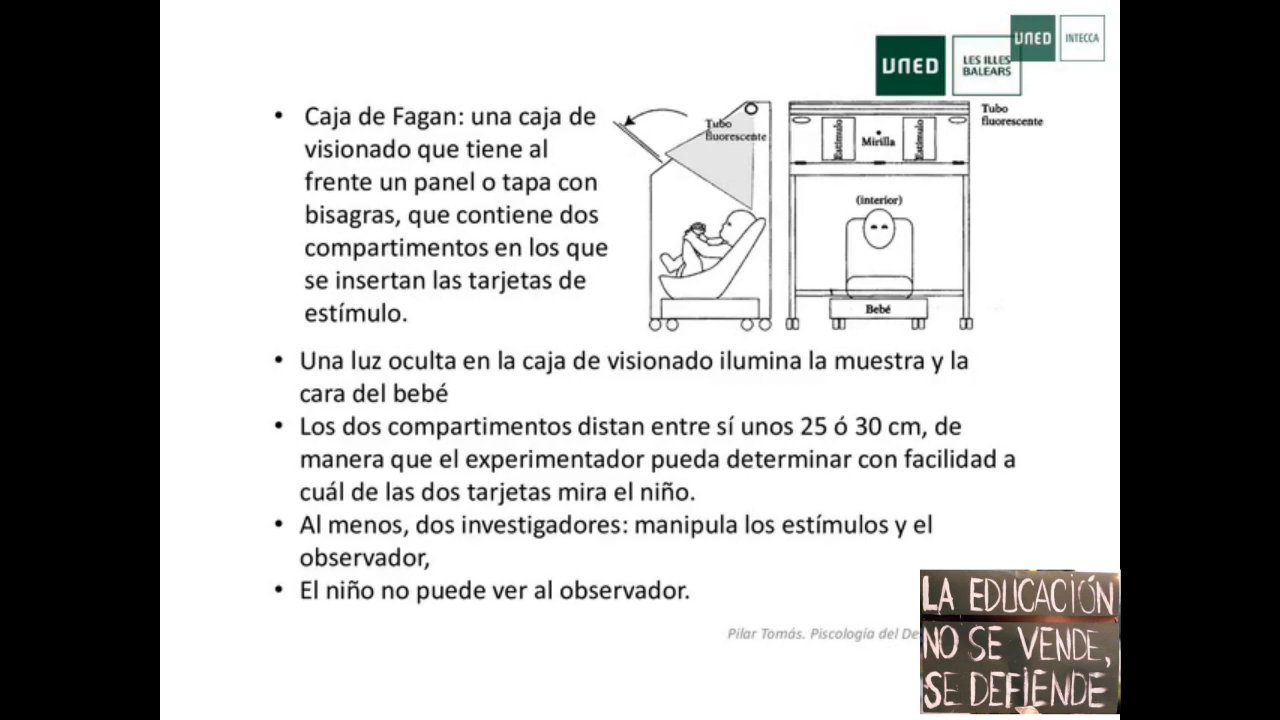 UNED
INTECCA
UNED
LES ILLES
BALEARS
• Caja de Fagan: una caja de
visionado que tiene al
frente un panel o tapa con
bisagras, que contiene dos
compartimentos en los que
se insertan las tarjetas de
estímulo.
Tubo
fluorescente
Tubo
fluorescente
Estímulo
Mirilla
Estímulo
(interior)
Bebé
• Una luz oculta en la caja de visionado ilumina la muestra y la
cara del bebé
• Los dos compartimentos distan entre sí unos 25 ó 30 cm, de
manera que el experimentador pueda determinar con facilidad a
cuál de las dos tarjetas mira el niño.
• Al menos, dos investigadores: manipula los estímulos y el
observador,
• El niño no puede ver al observador.
Pilar Tomás. Piscología del De
LA EDUCACIÓN
NO SE VENDE,
SE DEFIENDE